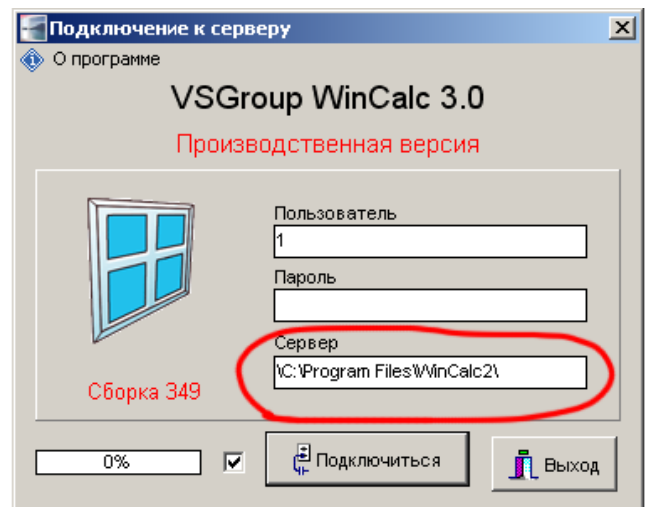 Подключение к серверу
О программе
VSGroup WinCalc 3.0
Производственная версия
Пользователь
1
Пароль
Сервер
\C:\Program Files\WinCalc2\
Сборка 349
0%
Подключиться
Выход